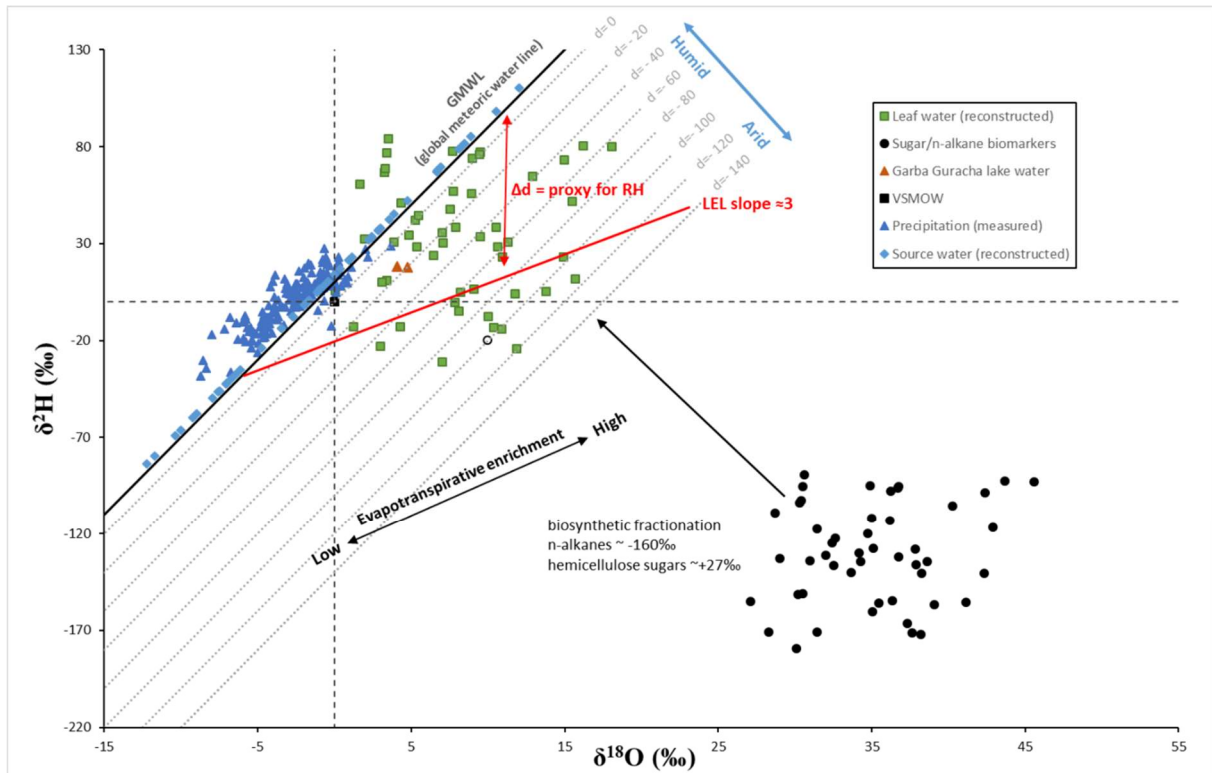 130
80
30
-20
-70
-120
-170
-220
-15
-5
5
15
25
35
45
55
δ²H (‰)
δ¹⁸O (‰)
GMWL
(global meteoric water line)
d= 0
d= - 20
d= - 40
d= - 60
d= - 80
d= - 100
d= - 120
d= - 140
Humid
Arid
Δd = proxy for RH
LEL slope ≈3
Leaf water (reconstructed)
Sugar/n-alkane biomarkers
Garba Guracha lake water
VSMOW
Precipitation (measured)
Source water (reconstructed)
Low
Evapotranspirative enrichment
High
biosynthetic fractionation
n-alkanes ~ -160‰
hemicellulose sugars ~+27‰